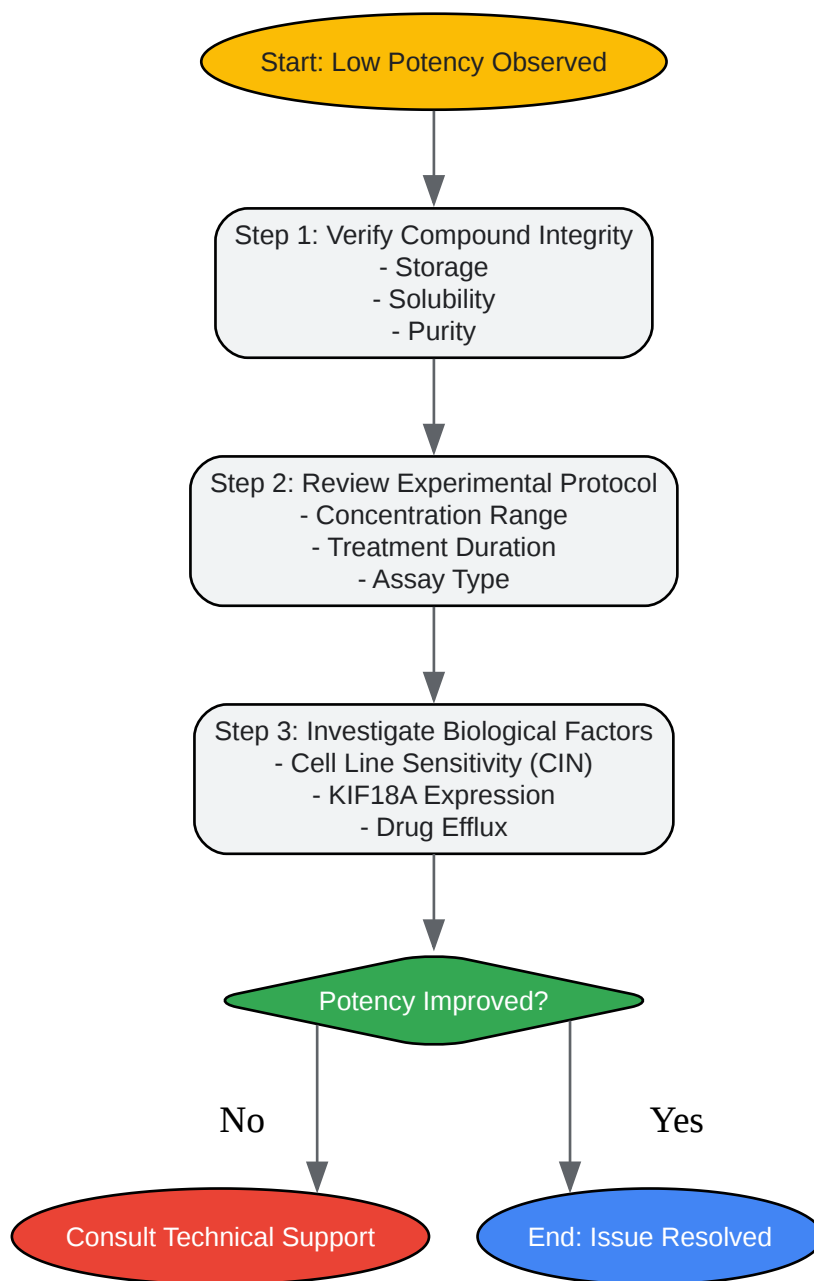 Start: Low Potency Observed
Step 1: Verify Compound Integrity
- Storage
- Solubility
- Purity
Step 2: Review Experimental Protocol
- Concentration Range
- Treatment Duration
- Assay Type
Step 3: Investigate Biological Factors
- Cell Line Sensitivity (CIN)
- KIF18A Expression
- Drug Efflux
Potency Improved?
No
Yes
Consult Technical Support
End: Issue Resolved